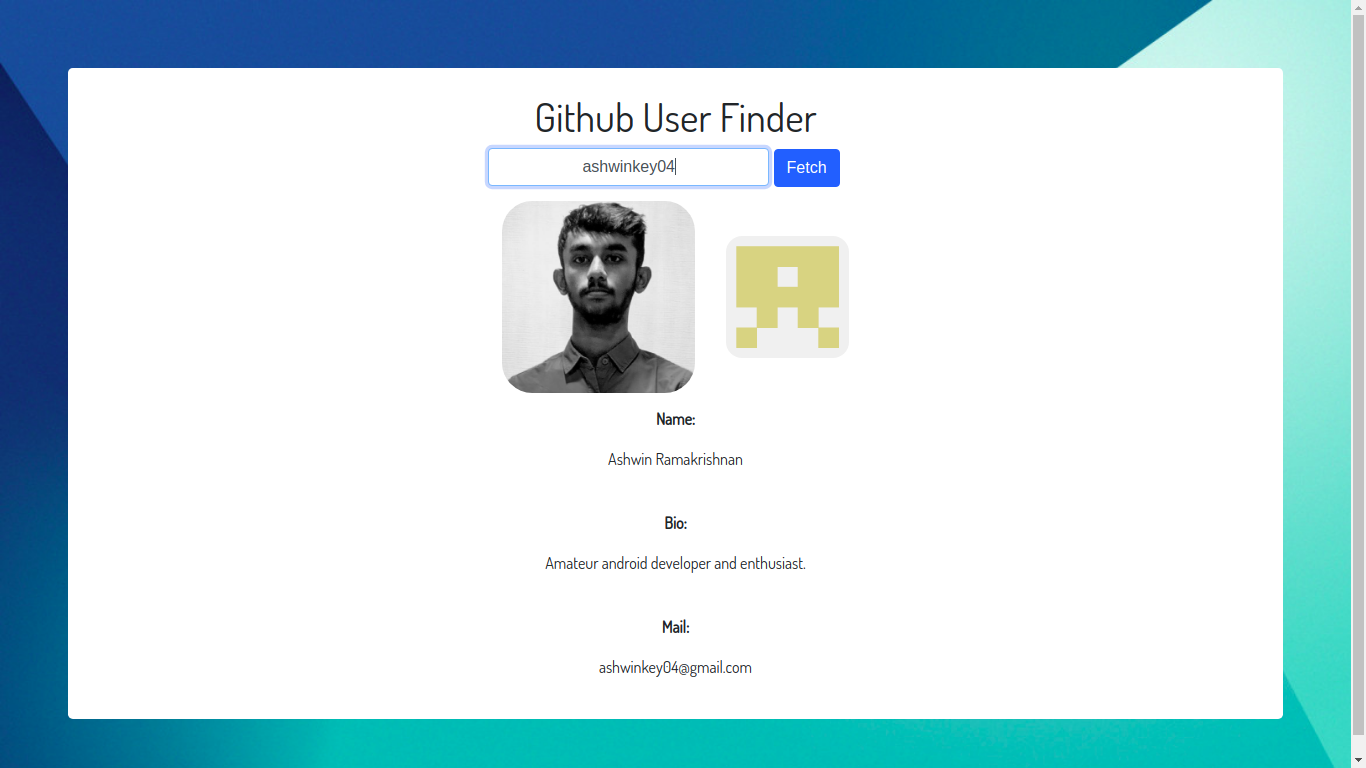 Github User Finder
ashwinkey04
Fetch
Name:
Ashwin Ramakrishnan
Bio:
Amateur android developer and enthusiast.
Mail:
ashwinkey04@gmail.com